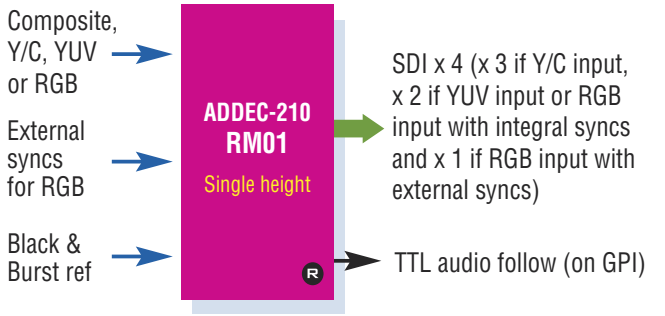 Composite,
Y/C, YUV
or RGB
External
syncs
for RGB
Black &
Burst ref
ADDEC-210
RM01
Single height
R
SDI x 4 (x 3 if Y/C input,
x 2 if YUV input or RGB
input with integral syncs
and x 1 if RGB input with
external syncs)
TTL audio follow (on GPI)